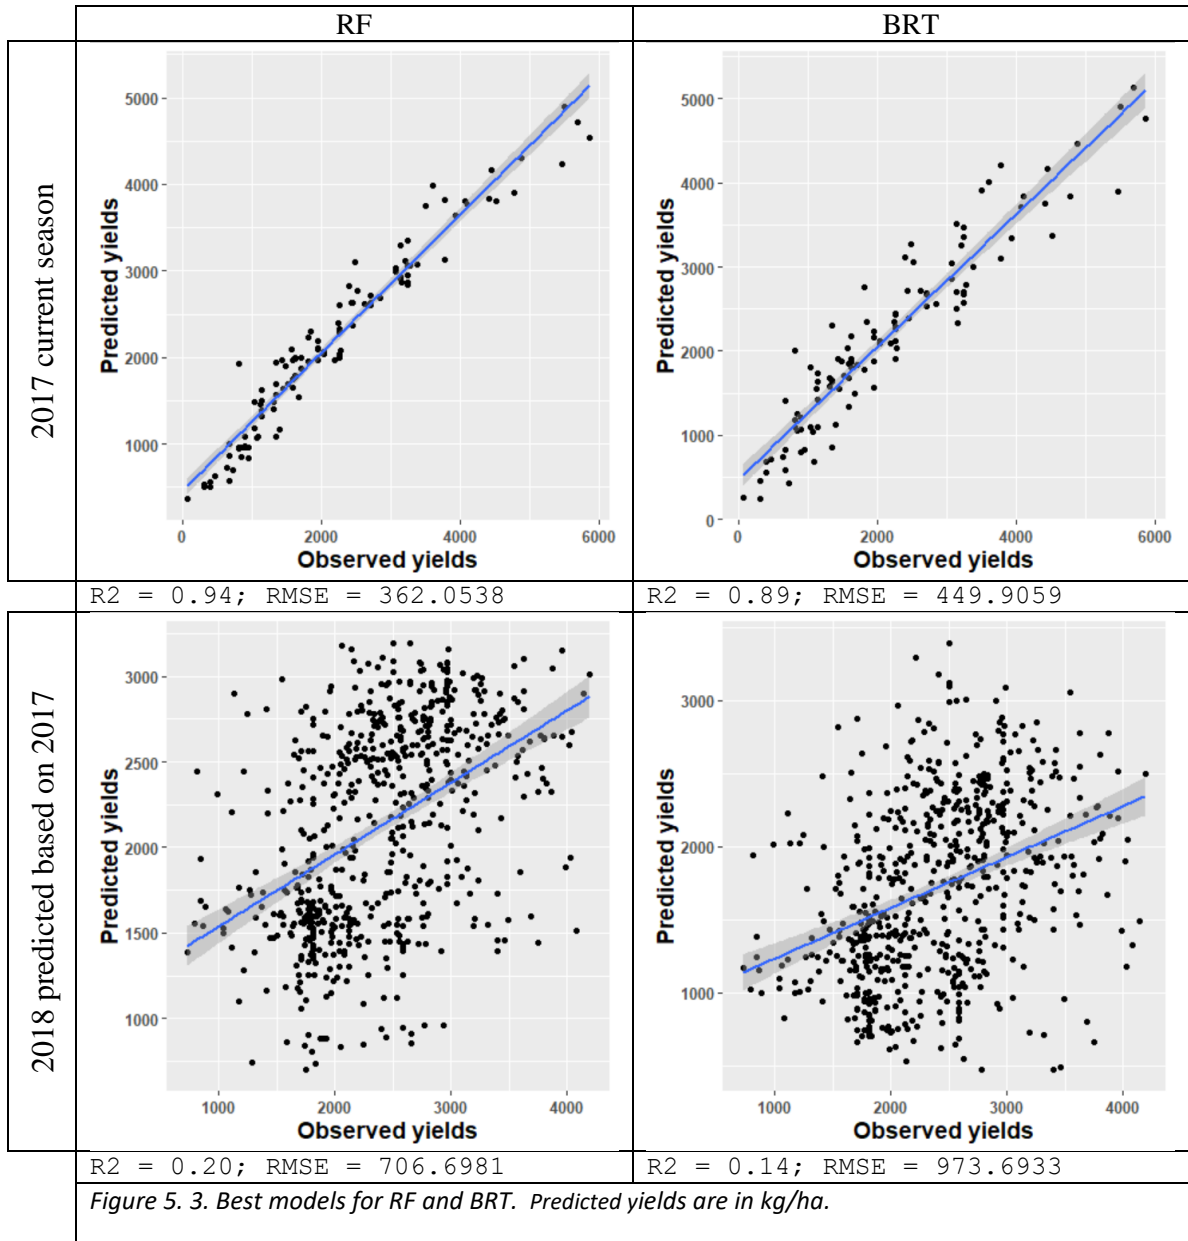 RF
BRT
2017 current season
Predicted yields
5000
4000
3000
2000
1000
0
2000
4000
6000
Observed yields
Predicted yields
5000
4000
3000
2000
1000
0
0
2000
4000
6000
Observed yields
R2 = 0.94; RMSE = 362.0538
R2 = 0.89; RMSE = 449.9059
2018 predicted based on 2017
Predicted yields
3000
2500
2000
1500
1000
1000
2000
3000
4000
Observed yields
Predicted yields
3000
2000
1000
1000
2000
3000
4000
Observed yields
R2 = 0.20; RMSE = 706.6981
R2 = 0.14; RMSE = 973.6933
Figure 5. 3. Best models for RF and BRT. Predicted yields are in kg/ha.